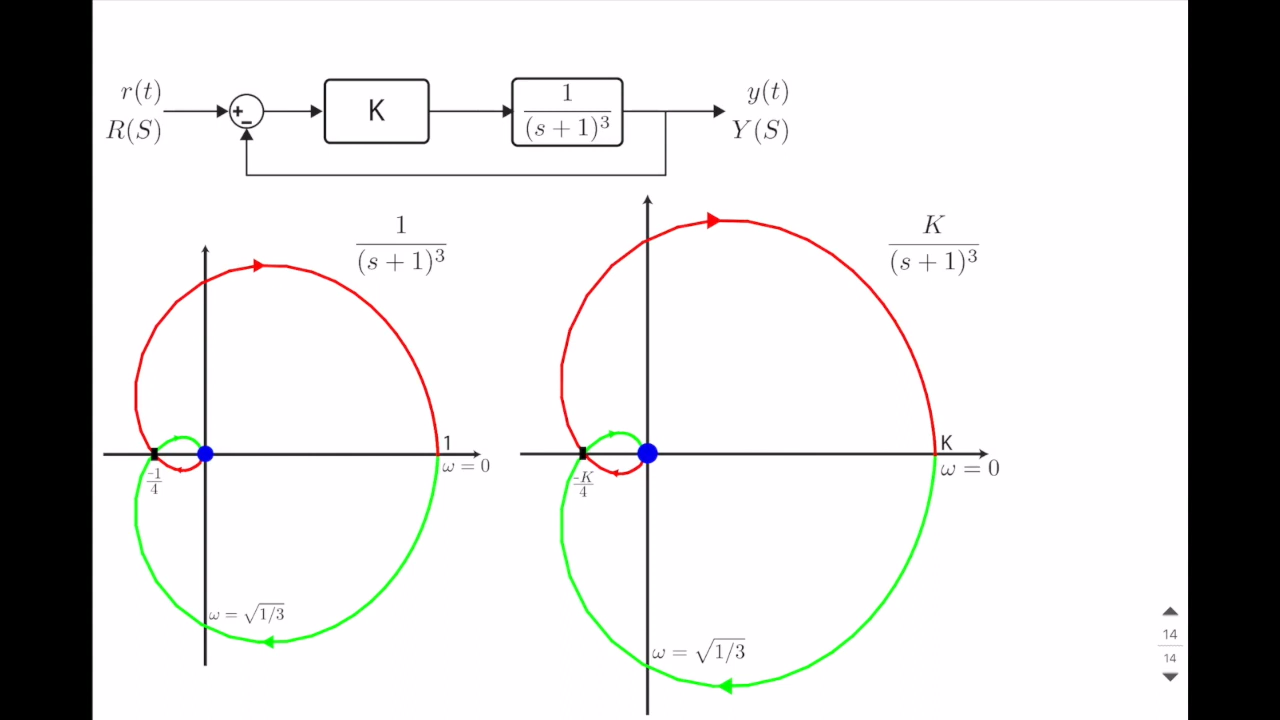 r(t)
R(S)
+
−
K
1
(s + 1)³
y(t)
Y(S)
1
(s + 1)³
K
(s + 1)³
1
ω = 0
-1
4
ω = √1/3
K
ω = 0
-K
4
ω = √1/3
14
14